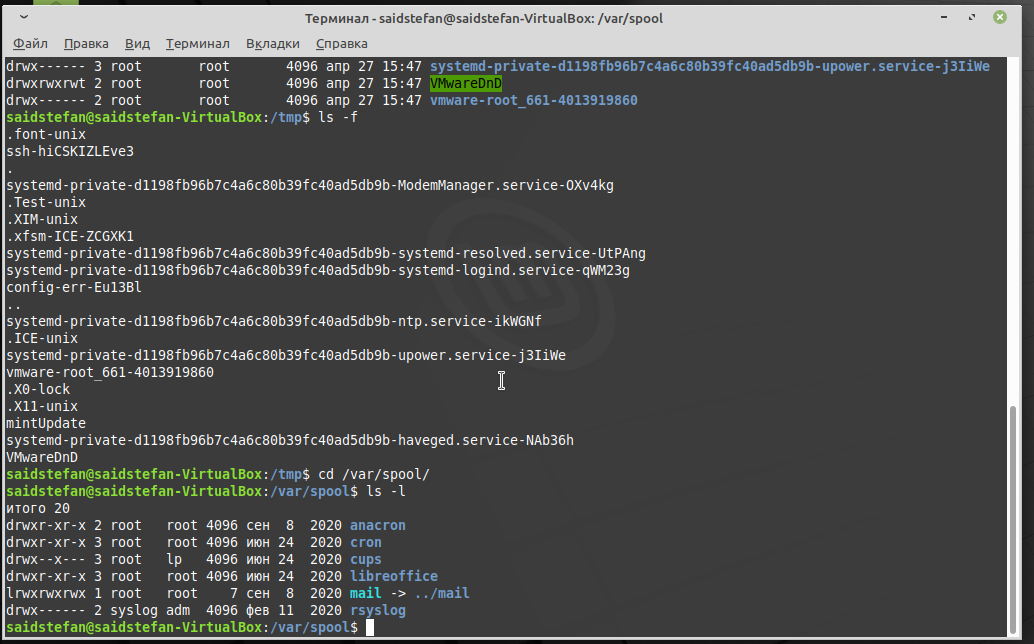 Терминал - saidstefan@saidstefan-VirtualBox: /var/spool
Файл Правка Вид Терминал Вкладки Справка
drwx------ 3 root       root       4096 апр 27 15:47 systemd-private-d1198fb96b7c4a6c80b39fc40ad5db9b-upower.service-j3IiWe
drwxrwxrwt 2 root       root       4096 апр 27 15:47 VMwareDnD
drwx------ 2 root       root       4096 апр 27 15:47 vmware-root_661-4013919860
saidstefan@saidstefan-VirtualBox:/tmp$ ls -f
.font-unix
ssh-hiCSKIZLEve3
.
systemd-private-d1198fb96b7c4a6c80b39fc40ad5db9b-ModemManager.service-OXv4kg
.Test-unix
.XIM-unix
.xfsm-ICE-ZCGXK1
systemd-private-d1198fb96b7c4a6c80b39fc40ad5db9b-systemd-resolved.service-UtPAng
systemd-private-d1198fb96b7c4a6c80b39fc40ad5db9b-systemd-logind.service-qWM23g
config-err-Eu13Bl
..
systemd-private-d1198fb96b7c4a6c80b39fc40ad5db9b-ntp.service-ikWGNf
.ICE-unix
systemd-private-d1198fb96b7c4a6c80b39fc40ad5db9b-upower.service-j3IiWe
vmware-root_661-4013919860
.X0-lock
.X11-unix
mintUpdate
systemd-private-d1198fb96b7c4a6c80b39fc40ad5db9b-haveged.service-NAb36h
VMwareDnD
saidstefan@saidstefan-VirtualBox:/tmp$ cd /var/spool/
saidstefan@saidstefan-VirtualBox:/var/spool$ ls -l
итого 20
drwxr-xr-x 2 root   root 4096 сен  8  2020 anacron
drwxr-xr-x 3 root   root 4096 июн 24  2020 cron
drwx--x--- 3 root   lp   4096 июн 24  2020 cups
drwxr-xr-x 3 root   root 4096 июн 24  2020 libreoffice
lrwxrwxrwx 1 root   root    7 сен  8  2020 mail -> ../mail
drwx------ 2 syslog adm  4096 фев 11  2020 rsyslog
saidstefan@saidstefan-VirtualBox:/var/spool$